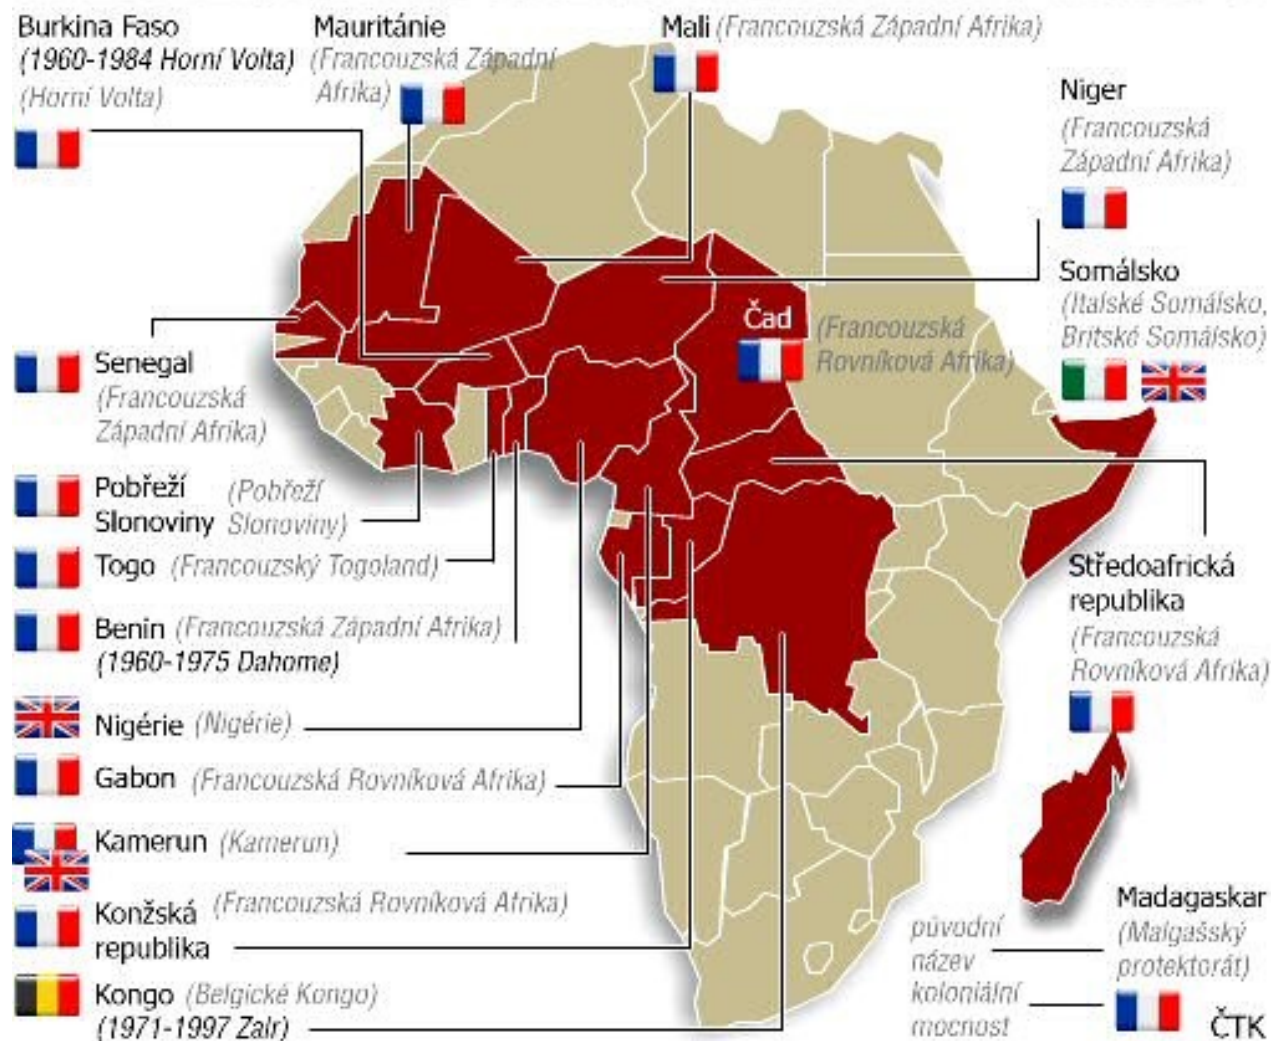 Burkina Faso
(1960-1984 Horní Volta)
(Horní Volta)
Mauritánie
(Francouzská Západní
Afrika)
Mali (Francouzská Západní Afrika)
Niger
(Francouzská
Západní Afrika)
Somálsko
(Italské Somálsko,
Britské Somálsko)
Čad
(Francouzská
Rovníková Afrika)
Senegal
(Francouzská
Západní Afrika)
Pobřeží
Slonoviny
(Pobřeží
Slonoviny)
Togo (Francouzský Togoland)
Benin (Francouzská Západní Afrika)
(1960-1975 Dahome)
Nigérie (Nigérie)
Gabon (Francouzská Rovníková Afrika)
Kamerun (Kamerun)
Konžská
republika
(Francouzská Rovníková Afrika)
Kongo (Belgické Kongo)
(1971-1997 Zair)
Středoafrická
republika
(Francouzská
Rovníková Afrika)
Madagaskar
(Malgašský
protektorát)
původní
název
koloniální
mocnost
ČTK